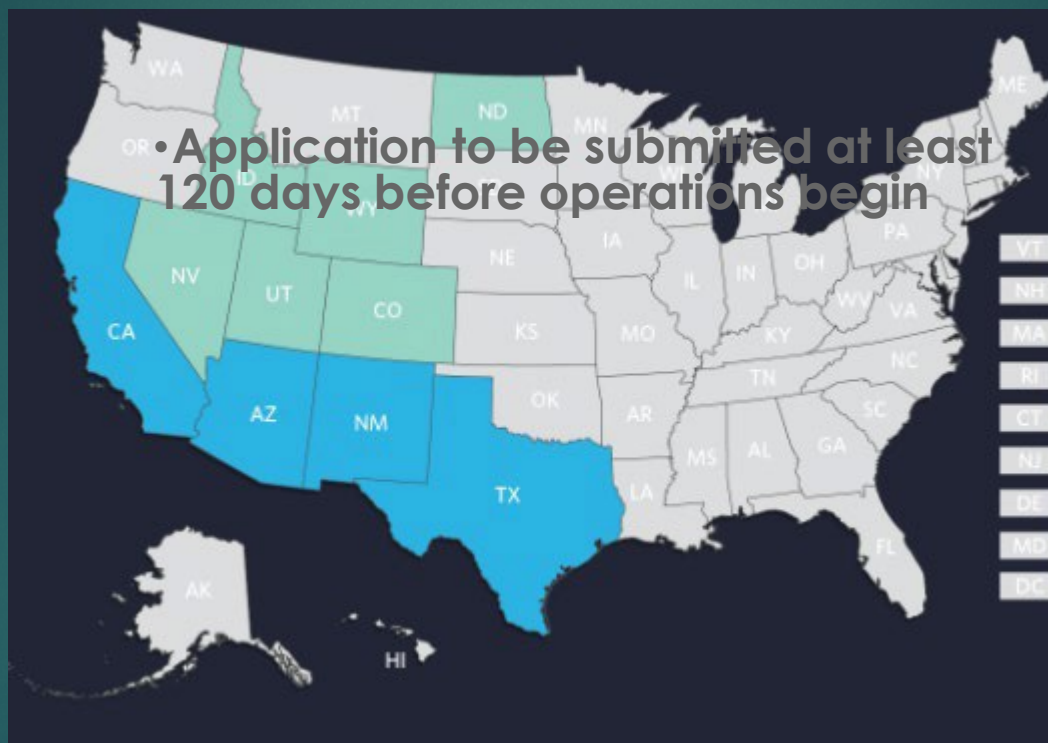 WA
MT
ND
MN
ME
OR
•Application to be submitted at least
ID
WY
120 days before operations begin
NY
NV
UT
CO
NE
IA
IL
IN
OH
PA
WV
VA
VT
NH
MA
RI
CT
NJ
DE
MD
DC
CA
KS
MO
KY
NC
TN
AZ
NM
OK
AR
SC
TX
MS
AL
GA
LA
FL
AK
HI